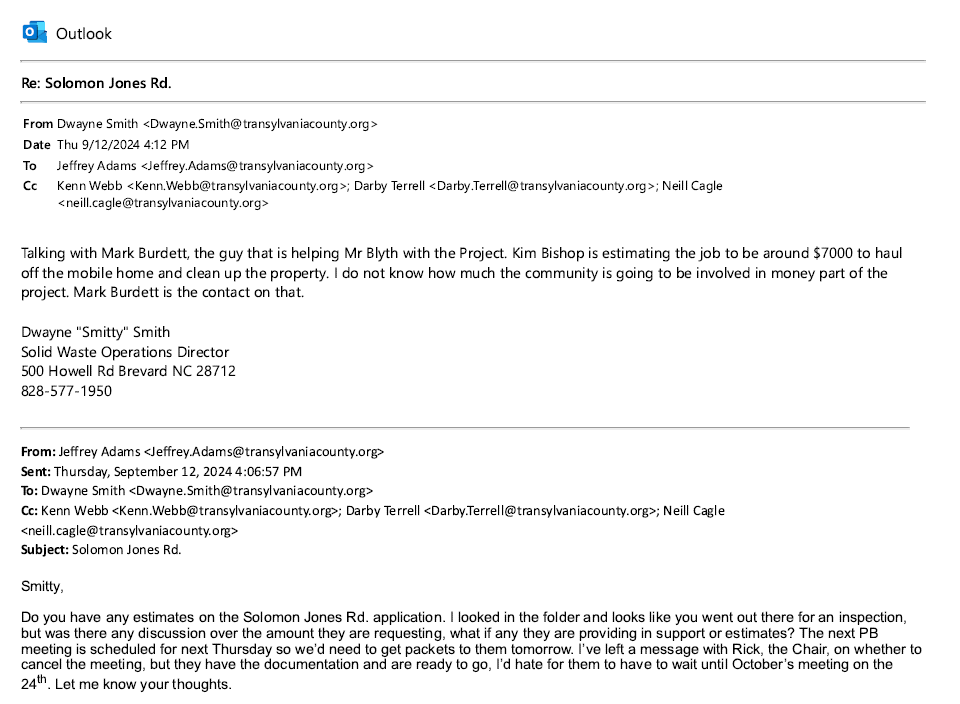 Outlook
Re: Solomon Jones Rd.
From Dwayne Smith <Dwayne.Smith@transylvaniacounty.org>
Date Thu 9/12/2024 4:12 PM
To Jeffrey Adams <Jeffrey.Adams@transylvaniacounty.org>
Cc Kenn Webb <Kenn.Webb@transylvaniacounty.org>; Darby Terrell <Darby.Terrell@transylvaniacounty.org>; Neill Cagle
<neill.cagle@transylvaniacounty.org>
Talking with Mark Burdett, the guy that is helping Mr Blyth with the Project. Kim Bishop is estimating the job to be around $7000 to haul
off the mobile home and clean up the property. I do not know how much the community is going to be involved in money part of the
project. Mark Burdett is the contact on that.
Dwayne "Smitty" Smith
Solid Waste Operations Director
500 Howell Rd Brevard NC 28712
828-577-1950
From: Jeffrey Adams <Jeffrey.Adams@transylvaniacounty.org>
Sent: Thursday, September 12, 2024 4:06:57 PM
To: Dwayne Smith <Dwayne.Smith@transylvaniacounty.org>
Cc: Kenn Webb <Kenn.Webb@transylvaniacounty.org>; Darby Terrell <Darby.Terrell@transylvaniacounty.org>; Neill Cagle
<neill.cagle@transylvaniacounty.org>
Subject: Solomon Jones Rd.
Smitty,
Do you have any estimates on the Solomon Jones Rd. application. I looked in the folder and looks like you went out there for an inspection,
but was there any discussion over the amount they are requesting, what if any they are providing in support or estimates? The next PB
meeting is scheduled for next Thursday so we'd need to get packets to them tomorrow. I've left a message with Rick, the Chair, on whether to
cancel the meeting, but they have the documentation and are ready to go, I'd hate for them to have to wait until October's meeting on the
24th. Let me know your thoughts.